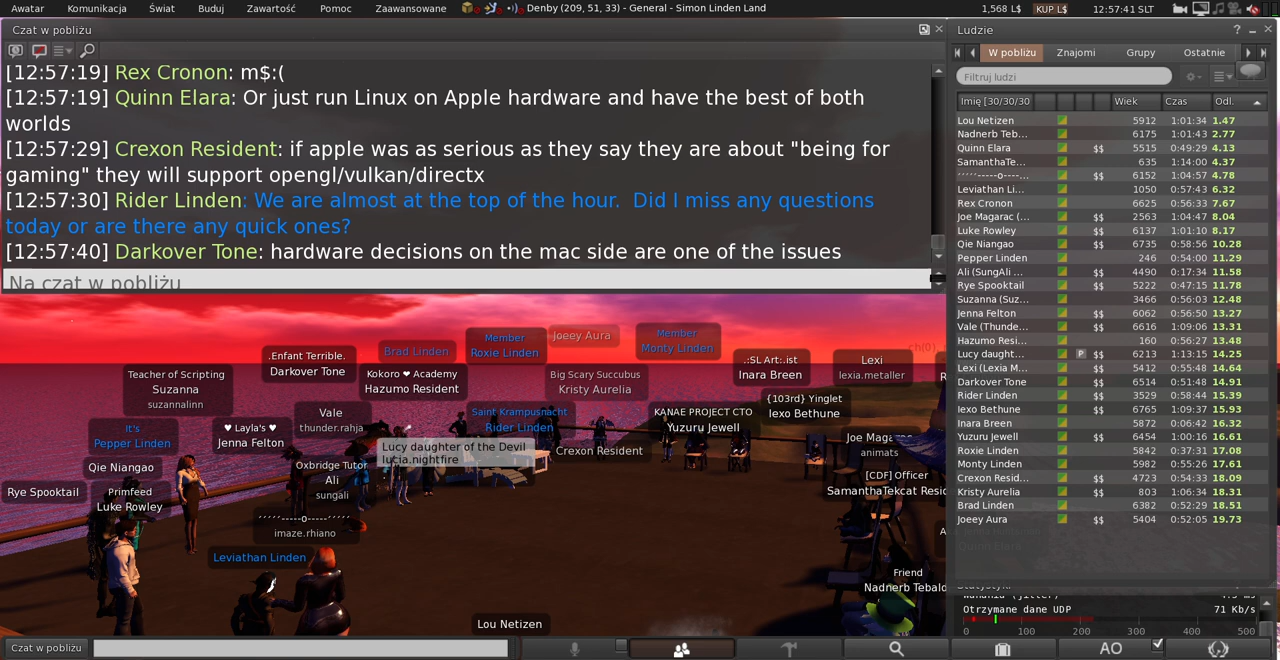 Awatar Komunikacja Świat Buduj Zawartość Pomoc Zaawansowane Denby (209, 51, 33) - General - Simon Linden Land 1,568 L$ KUP L$ 12:57:41 SLT
Czat w pobliżu
[12:57:19] Rex Cronon: m$:(
[12:57:19] Quinn Elara: Or just run Linux on Apple hardware and have the best of both
worlds
[12:57:29] Crexon Resident: if apple was as serious as they say they are about "being for
gaming" they will support opengl/vulkan/directx
[12:57:30] Rider Linden: We are almost at the top of the hour.  Did I miss any questions
today or are there any quick ones?
[12:57:40] Darkover Tone: hardware decisions on the mac side are one of the issues
Na czat w pobliżu
Member
Roxie Linden
Joeey Aura
Member
Monty Linden
.Enfant Terrible.
Darkover Tone
Brad Linden
Kokoro ❤ Academy
Hazumo Resident
Big Scary Succubus
Kristy Aurelia
.:SL Art:.ist
Inara Breen
Lexi
lexia.metaller
Teacher of Scripting
Suzanna
suzannalinn
Vale
thunder.rahja
Saint Krampusnacht
Rider Linden
KANAE PROJECT CTO
Yuzuru Jewell
{103rd} Yinglet
Iexo Bethune
It's
Pepper Linden
♥ Layla's ♥
Jenna Felton
Lucy daughter of the Devil
lucia.nightfire
Crexon Resident
Joe Magarac
animats
Qie Niangao
Oxbridge Tutor
Ali
sungali
[CDF] Officer
SamanthaTekcat Resid
Rye Spooktail
Primfeed
Luke Rowley
´´´´´-----o----´´´´´
imaze.rhiano
Leviathan Linden
Friend
Nadnerb Tebald
Lou Netizen
Czat w pobliżu
Ludzie
W pobliżu Znajomi Grupy Ostatnie
Filtruj ludzi
Imię [30/30/30 Wiek Czas Odl.
Lou Netizen 5912 1:01:34 1.47
Nadnerb Teb... 6175 1:01:43 2.77
Quinn Elara $$ 5515 0:49:29 4.13
SamanthaTe... 635 1:14:00 4.37
´´´´´-----o----... $$ 6152 1:04:57 4.78
Leviathan Li... 1050 0:57:43 6.32
Rex Cronon 6625 0:56:33 7.67
Joe Magarac (... $$ 2563 1:04:47 8.04
Luke Rowley $$ 6137 1:01:10 8.17
Qie Niangao $$ 6735 0:58:56 10.28
Pepper Linden 246 0:54:00 11.29
Ali (SungAli ... $$ 4490 0:17:34 11.58
Rye Spooktail $$ 5222 0:47:15 11.78
Suzanna (Suz... 3466 0:56:03 12.48
Jenna Felton $$ 6062 0:56:50 13.27
Vale (Thunde... $$ 6616 1:09:06 13.31
Hazumo Resi... 160 0:56:27 13.48
Lucy daught... P $$ 6213 1:13:15 14.25
Lexi (Lexia M... $$ 5412 0:55:48 14.64
Darkover Tone $$ 6514 0:51:48 14.91
Rider Linden $$ 3529 0:58:44 15.39
Iexo Bethune $$ 6765 1:09:37 15.93
Inara Breen 5872 0:06:42 16.32
Yuzuru Jewell $$ 6454 1:00:16 16.61
Roxie Linden 5842 0:37:31 17.08
Monty Linden 5982 0:55:26 17.61
Crexon Resid... $$ 4723 0:54:33 18.09
Kristy Aurelia $$ 803 1:06:34 18.31
Brad Linden 6382 0:52:29 18.51
Joeey Aura $$ 5404 0:52:05 19.73
Otrzymane dane UDP 71 Kb/s
0 100 200 300 400 500
AO